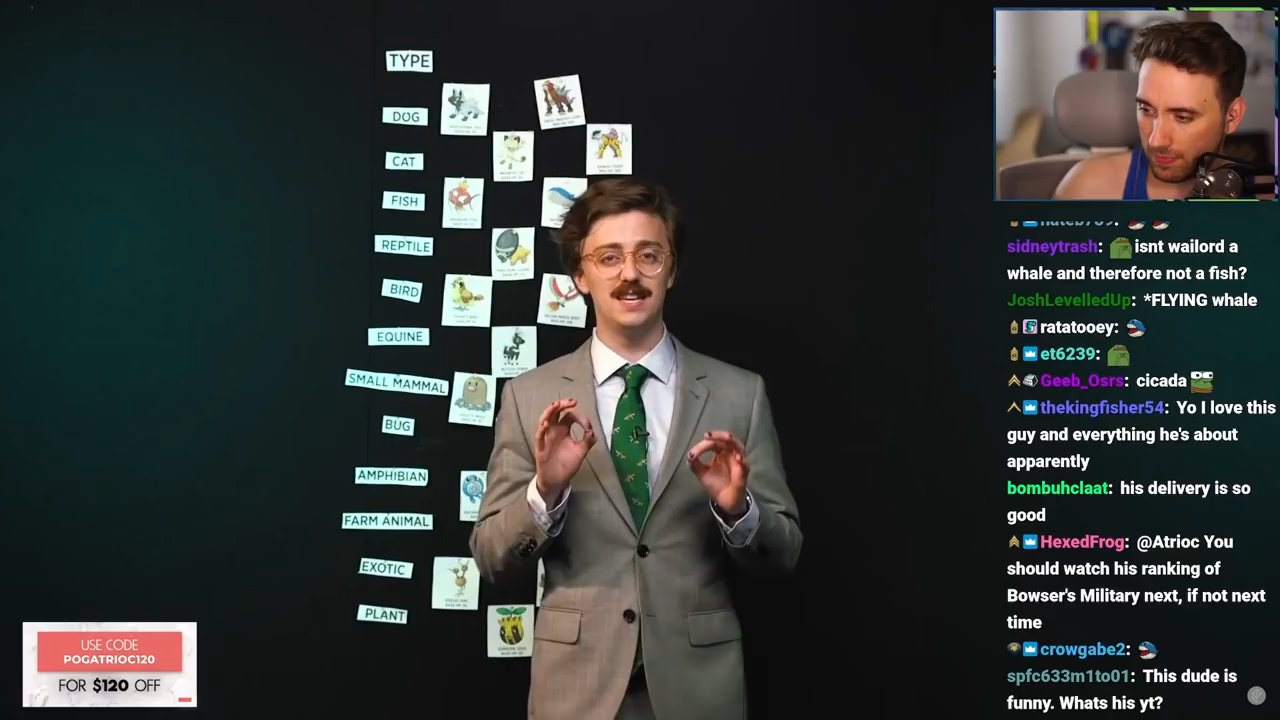 TYPE
DOG
CAT
FISH
REPTILE
BIRD
EQUINE
SMALL MAMMAL
BUG
AMPHIBIAN
FARM ANIMAL
EXOTIC
PLANT
USE CODE
POGATRIOC120
FOR $120 OFF
sidneytrash: isnt wailord a
whale and therefore not a fish?
JoshLevelledUp: *FLYING whale
ratatooey:
et6239:
Geeb_Osrs: cicada
thekingfisher54: Yo I love this
guy and everything he's about
apparently
bombuhclaat: his delivery is so
good
HexedFrog: @Atrioc You
should watch his ranking of
Bowser's Military next, if not next
time
crowgabe2:
spfc633m1to01: This dude is
funny. Whats his yt?